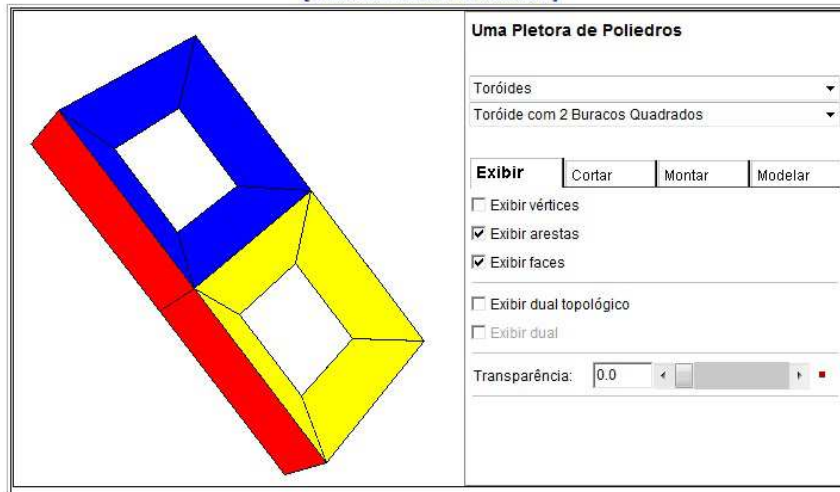 Uma Pletora de Poliedros
Toróides
Toróide com 2 Buracos Quadrados
Exibir Cortar Montar Modelar
Exibir vértices
Exibir arestas
Exibir faces
Exibir dual topológico
Exibir dual
Transparência: 0.0